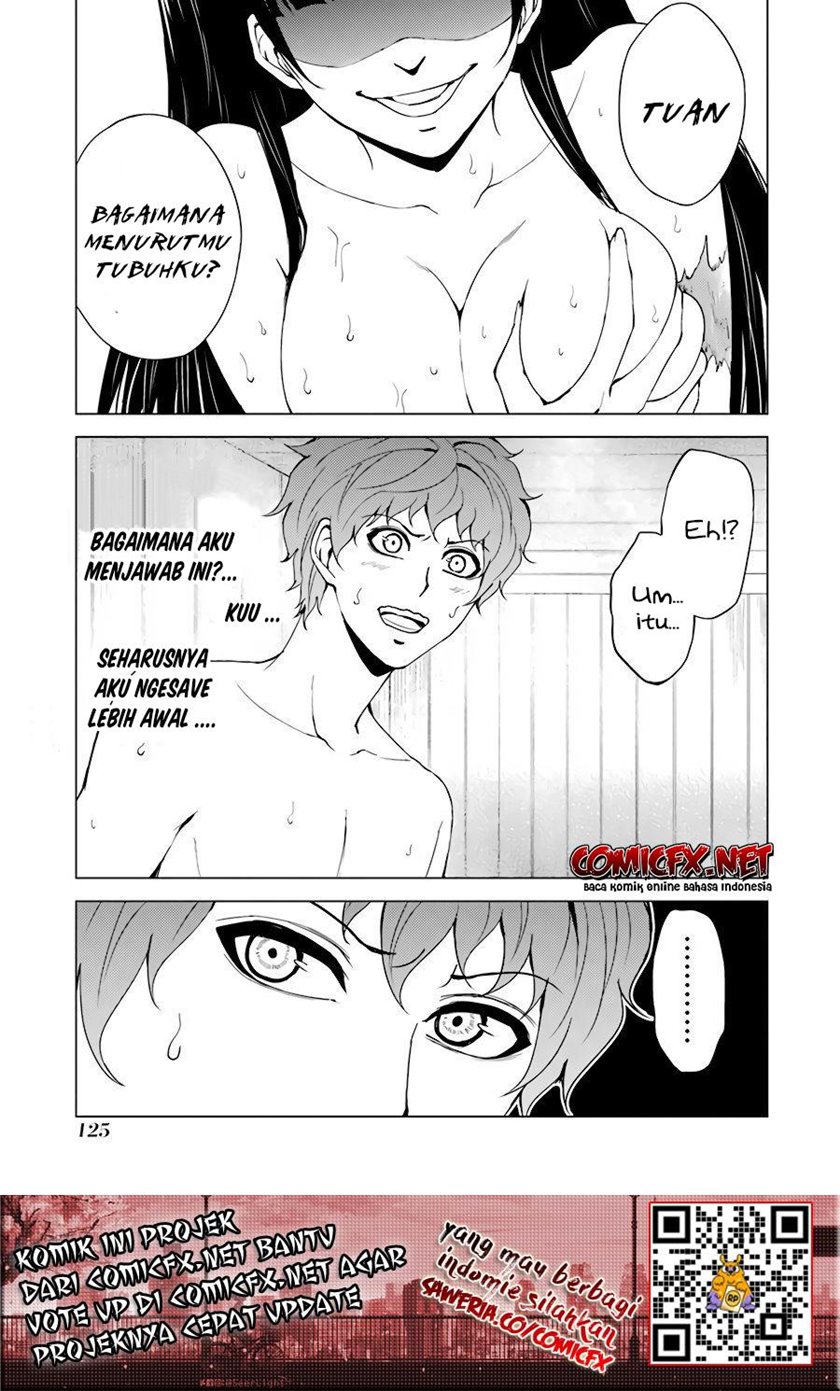 TUAN
BAGAIMANA
MENURUTMU
TUBUHKU?
Eh!?
Um...
itu...
BAGAIMANA AKU
MENJAWAB INI?...
KUU ...
SEHARUSNYA
AKU NGESAVE
LEBIH AWAL ....
COMICFX.NET
BACA KOMIK ONLINE BAHASA INDONESIA
.........
125
KOMIK INI PROJEK
DARI COMICFX.NET BANTU
VOTE UP DI COMICFX.NET AGAR
PROJEKNYA CEPAT UPDATE
yang mau berbagi
indomie silahkan
SAWERIA.CO/COMICFX
RP